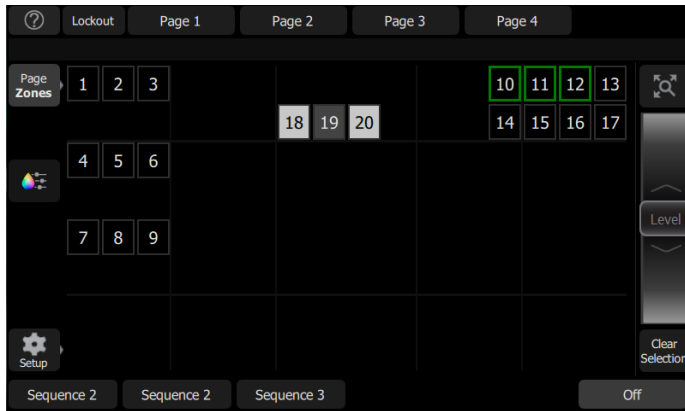 ? Lockout Page 1 Page 2 Page 3 Page 4
Page
Zones
1 2 3 10 11 12 13
18 19 20 14 15 16 17
4 5 6
Level
7 8 9
Setup
Clear
Selection
Sequence 2 Sequence 2 Sequence 3 Off